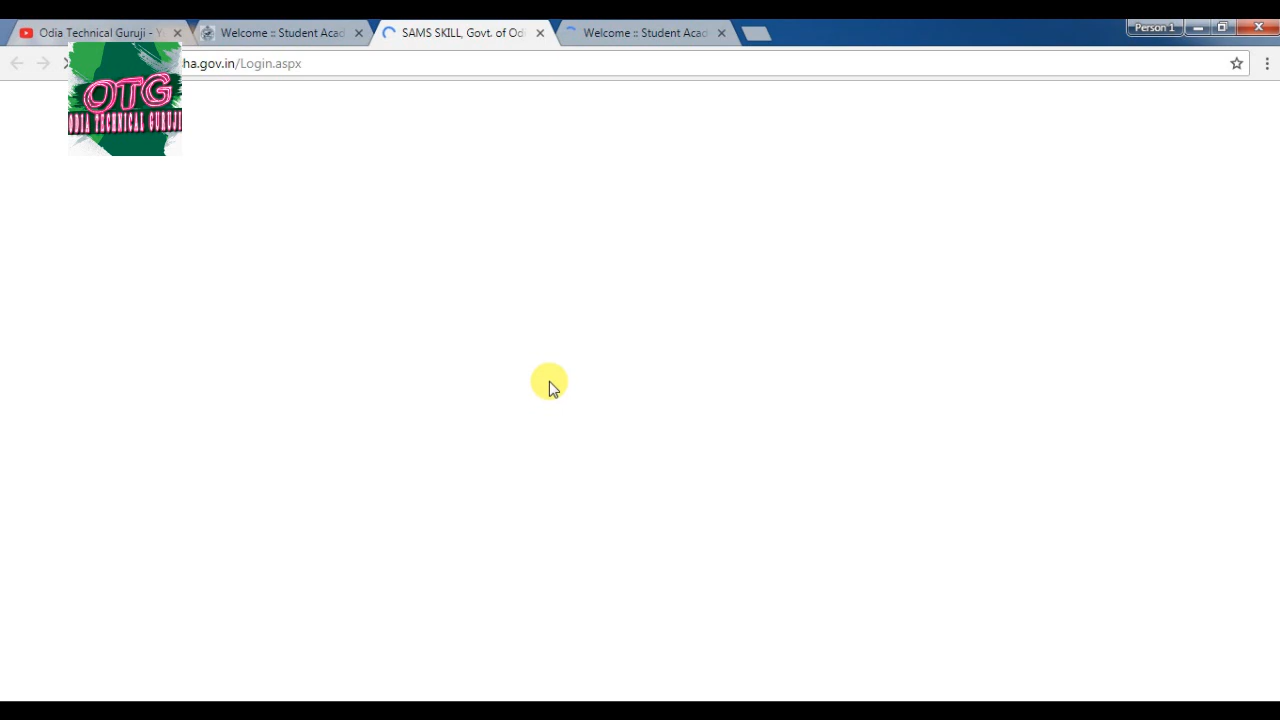 Odia Technical Guruji - Y
Welcome :: Student Acad
SAMS SKILL, Govt. of OD
Welcome :: Student Acad
Person 1
ha.gov.in/Login.aspx
OTG
ODIA TECHNICAL GURUJI